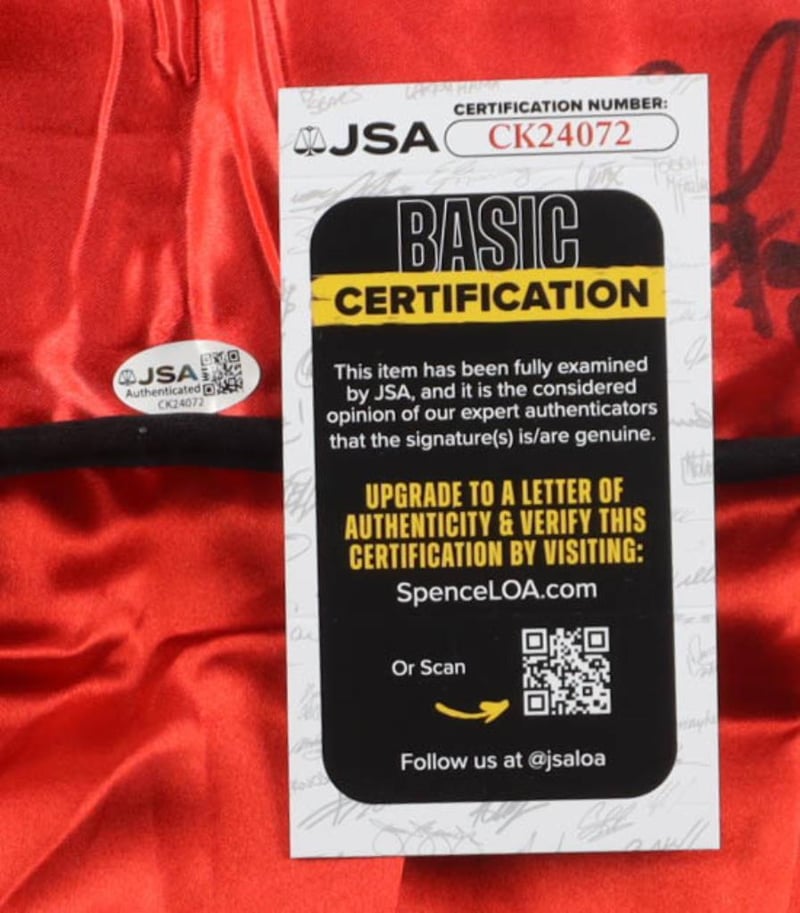 CERTIFICATION NUMBER:
JSA CK24072
BASIC
CERTIFICATION
This item has been fully examined
by JSA, and it is the considered
opinion of our expert authenticators
that the signature(s) is/are genuine.
UPGRADE TO A LETTER OF
AUTHENTICITY & VERIFY THIS
CERTIFICATION BY VISITING:
SpenceLOA.com
Or Scan
Follow us at @jsaloa
JSA
Authenticated
CK24072